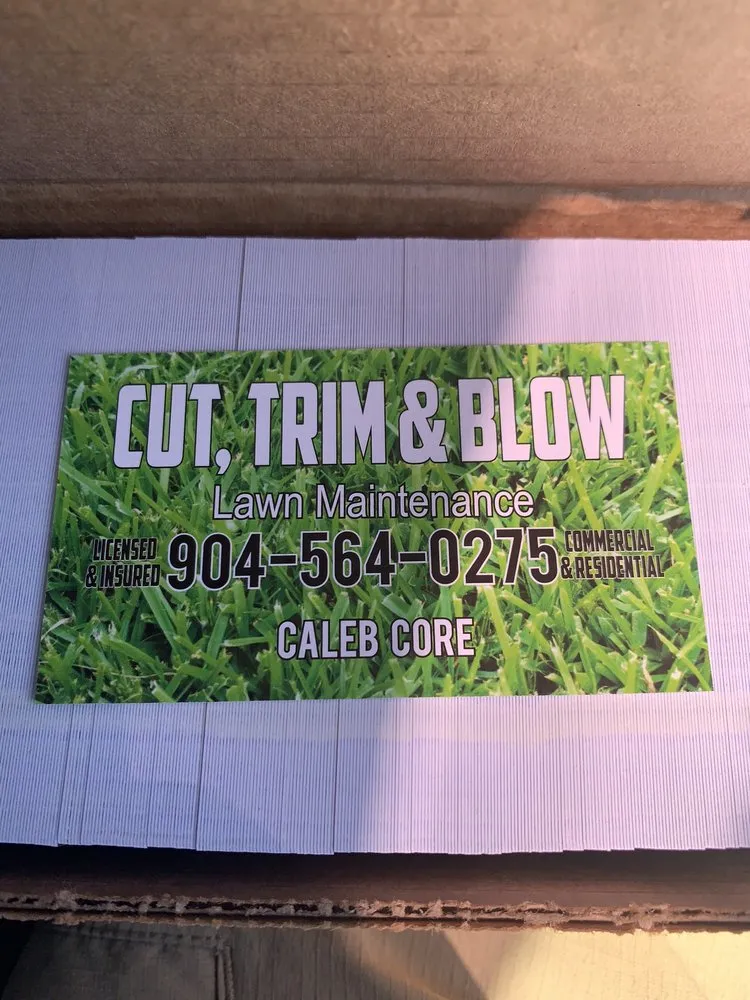 CUT, TRIM & BLOW
Lawn Maintenance
LICENSED
& INSURED
904-564-0275
COMMERCIAL
& RESIDENTIAL
CALEB CORE